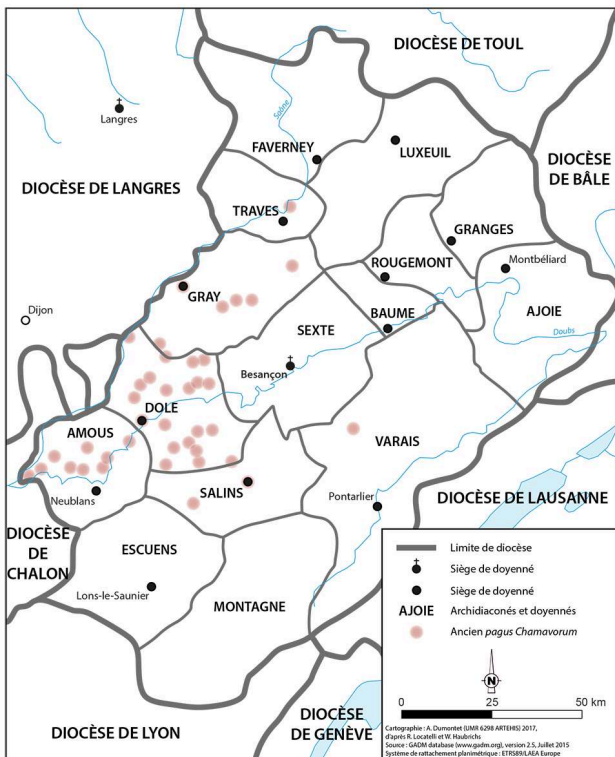 DIOCÈSE DE TOUL
Langres
Saône
FAVERNEY
LUXEUIL
DIOCÈSE
DE
BÂLE
DIOCÈSE DE LANGRES
TRAVES
GRANGES
ROUGEMONT
Montbéliard
GRAY
Dijon
SEXTE
BAUME
AJOIE
Doubs
Besançon
DOLE
AMOUS
VARAIS
SALINS
Neublans
Pontarlier
DIOCÈSE DE LAUSANNE
DIOCÈSE
DE
CHALON
ESCUENS
Lons-le-Saunier
MONTAGNE
DIOCÈSE DE LYON
DIOCÈSE
DE GENÈVE
Limite de diocèse
Siège de doyenné
Siège de doyenné
AJOIE Archidiaconés et doyennés
Ancien pagus Chamavorum
N
0 25 50 km
Cartographie : A. Dumontet (UMR 6298 ARTEHIS) 2017,
d'après R. Locatelli et W. Haubrichs
Source : GADM database (www.gadm.org), version 2.5, Juillet 2015
Système de rattachement planimétrique : ETRS89/LAEA Europe